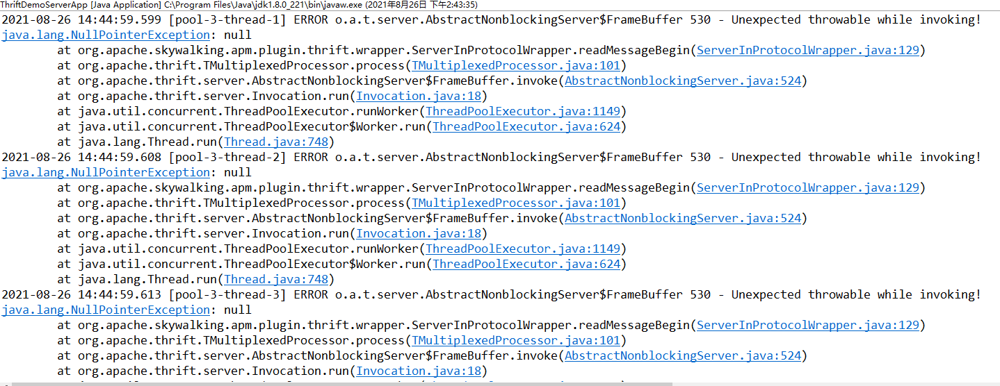 ThriftDemoServerApp [Java Application] C:\Program Files\Java\jdk1.8.0_221\bin\javaw.exe (2021年8月26日 下午2:43:35)
2021-08-26 14:44:59.599 [pool-3-thread-1] ERROR o.a.t.server.AbstractNonblockingServer$FrameBuffer 530 - Unexpected throwable while invoking!
java.lang.NullPointerException: null
at org.apache.skywalking.apm.plugin.thrift.wrapper.ServerInProtocolWrapper.readMessageBegin(ServerInProtocolWrapper.java:129)
at org.apache.thrift.TMultiplexedProcessor.process(TMultiplexedProcessor.java:101)
at org.apache.thrift.server.AbstractNonblockingServer$FrameBuffer.invoke(AbstractNonblockingServer.java:524)
at org.apache.thrift.server.Invocation.run(Invocation.java:18)
at java.util.concurrent.ThreadPoolExecutor.runWorker(ThreadPoolExecutor.java:1149)
at java.util.concurrent.ThreadPoolExecutor$Worker.run(ThreadPoolExecutor.java:624)
at java.lang.Thread.run(Thread.java:748)
2021-08-26 14:44:59.608 [pool-3-thread-2] ERROR o.a.t.server.AbstractNonblockingServer$FrameBuffer 530 - Unexpected throwable while invoking!
java.lang.NullPointerException: null
at org.apache.skywalking.apm.plugin.thrift.wrapper.ServerInProtocolWrapper.readMessageBegin(ServerInProtocolWrapper.java:129)
at org.apache.thrift.TMultiplexedProcessor.process(TMultiplexedProcessor.java:101)
at org.apache.thrift.server.AbstractNonblockingServer$FrameBuffer.invoke(AbstractNonblockingServer.java:524)
at org.apache.thrift.server.Invocation.run(Invocation.java:18)
at java.util.concurrent.ThreadPoolExecutor.runWorker(ThreadPoolExecutor.java:1149)
at java.util.concurrent.ThreadPoolExecutor$Worker.run(ThreadPoolExecutor.java:624)
at java.lang.Thread.run(Thread.java:748)
2021-08-26 14:44:59.613 [pool-3-thread-3] ERROR o.a.t.server.AbstractNonblockingServer$FrameBuffer 530 - Unexpected throwable while invoking!
java.lang.NullPointerException: null
at org.apache.skywalking.apm.plugin.thrift.wrapper.ServerInProtocolWrapper.readMessageBegin(ServerInProtocolWrapper.java:129)
at org.apache.thrift.TMultiplexedProcessor.process(TMultiplexedProcessor.java:101)
at org.apache.thrift.server.AbstractNonblockingServer$FrameBuffer.invoke(AbstractNonblockingServer.java:524)
at org.apache.thrift.server.Invocation.run(Invocation.java:18)